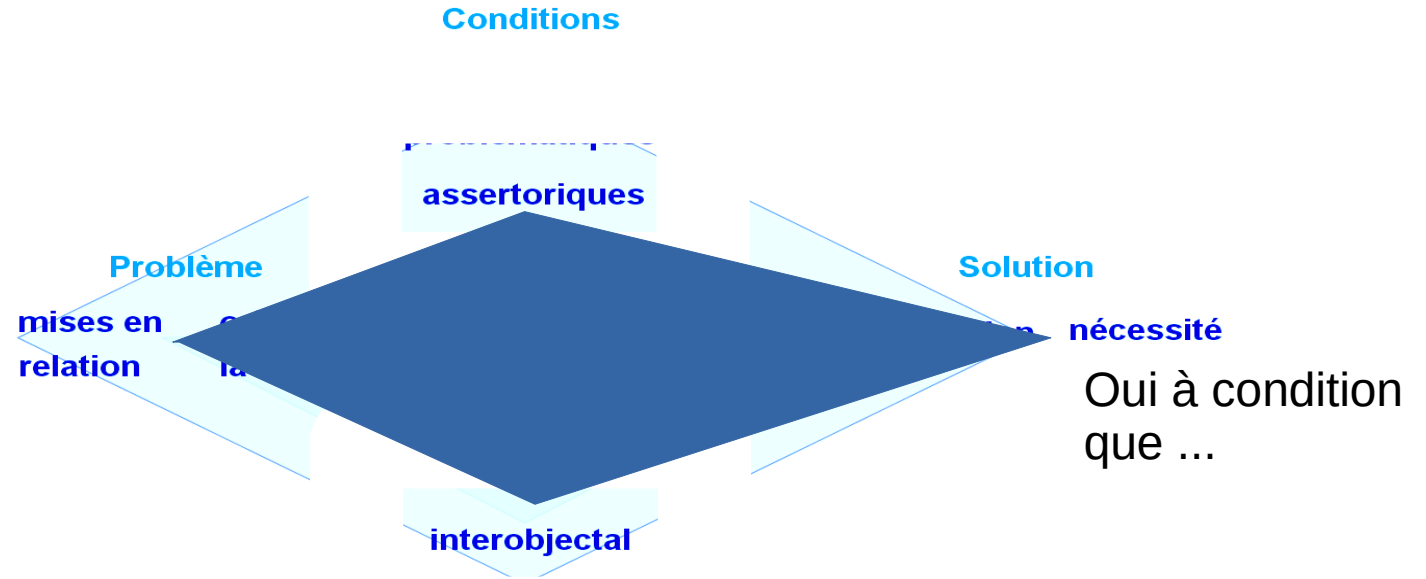 Conditions
assertoriques
Problème
Solution
mises en
nécessité
relation
Oui à condition
que ...
interobjectal